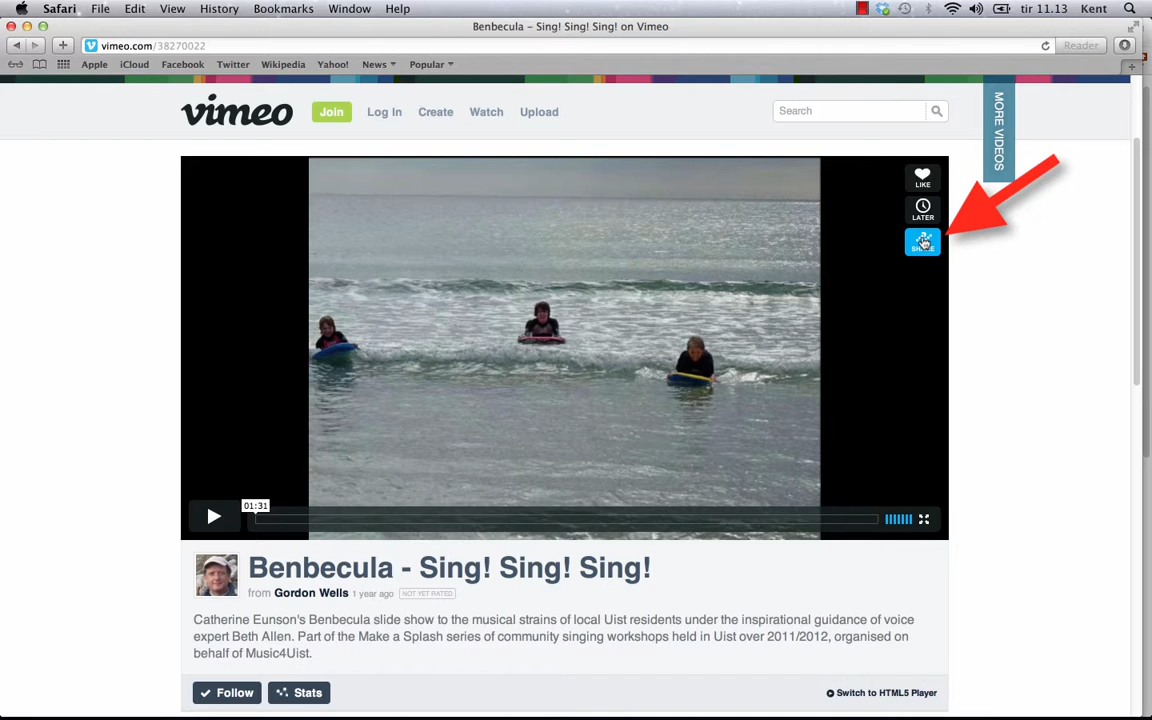 Safari File Edit View History Bookmarks Window Help tir 11.13 Kent
Benbecula – Sing! Sing! Sing! on Vimeo
vimeo.com/38270022 Reader
Apple iCloud Facebook Twitter Wikipedia Yahoo! News Popular
vimeo Join Log In Create Watch Upload Search
MORE VIDEOS
LIKE
LATER
01:31
Benbecula - Sing! Sing! Sing!
from Gordon Wells 1 year ago NOT YET RATED
Catherine Eunson's Benbecula slide show to the musical strains of local Uist residents under the inspirational guidance of voice
expert Beth Allen. Part of the Make a Splash series of community singing workshops held in Uist over 2011/2012, organised on
behalf of Music4Uist.
Follow Stats Switch to HTML5 Player